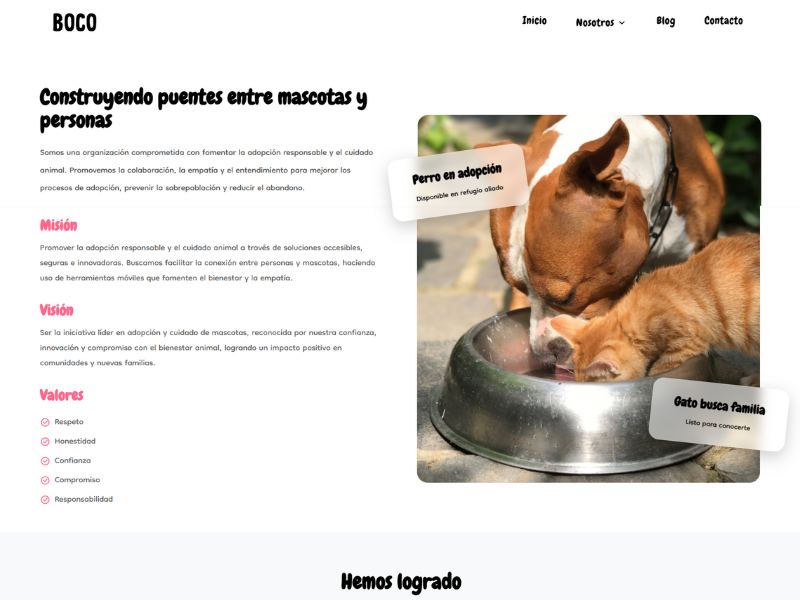 BOCO
Inicio
Nosotros
Blog
Contacto
Construyendo puentes entre mascotas y
personas
Somos una organización comprometida con fomentar la adopción responsable y el cuidado
animal. Promovemos la colaboración, la empatía y el entendimiento para mejorar los
procesos de adopción, prevenir la sobrepoblación y reducir el abandono.
Misión
Promover la adopción responsable y el cuidado animal a través de soluciones accesibles,
seguras e innovadoras. Buscamos facilitar la conexión entre personas y mascotas, haciendo
uso de herramientas móviles que fomenten el bienestar y la empatía.
Visión
Ser la iniciativa líder en adopción y cuidado de mascotas, reconocida por nuestra confianza,
innovación y compromiso con el bienestar animal, logrando un impacto positivo en
comunidades y nuevas familias.
Valores
Respeto
Honestidad
Confianza
Compromiso
Responsabilidad
Perro en adopción
Disponible en refugio aliado
Gato busca familia
Listo para conocerte
Hemos logrado